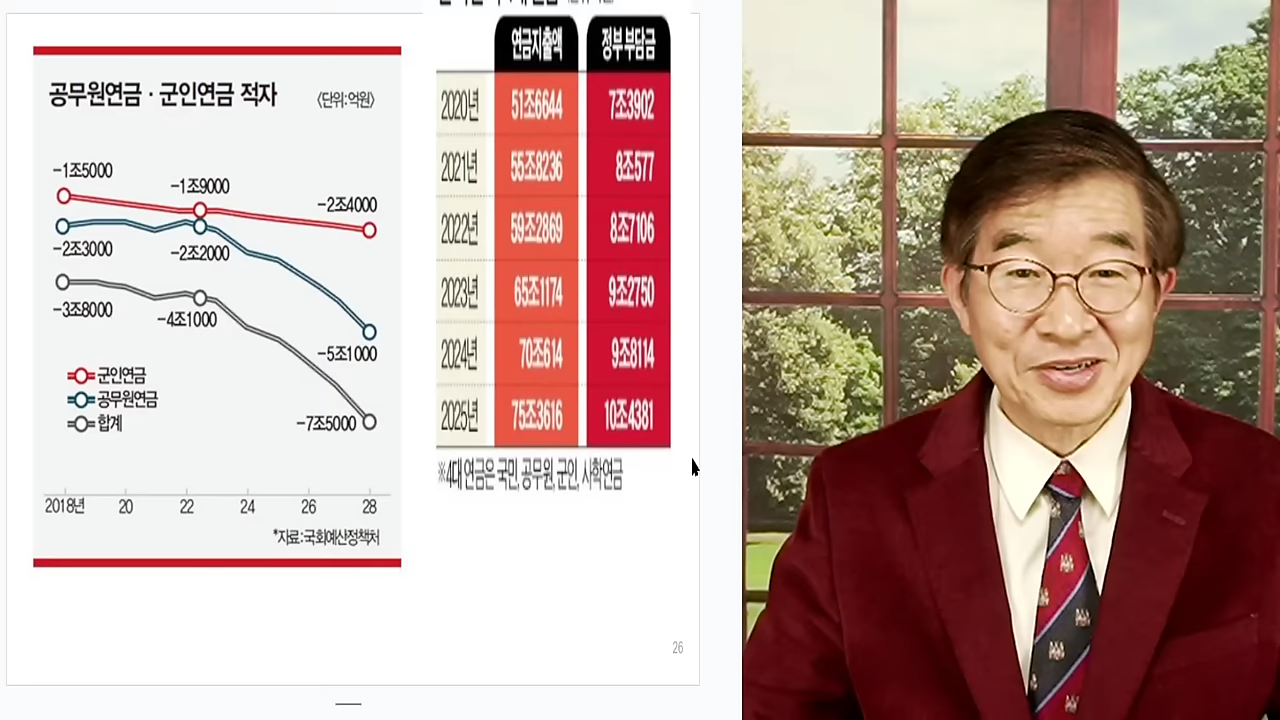 공무원연금 · 군인연금 적자
〈단위:억원〉
-1조5000
-1조9000
-2조4000
-2조3000
-2조2000
-3조8000
-4조1000
-5조1000
-7조5000
군인연금
공무원연금
합계
2018년 20 22 24 26 28
*자료:국회예산정책처
연금지출액 정부 부담금
2020년 51조6644 7조3902
2021년 55조8236 8조577
2022년 59조2869 8조7106
2023년 65조1174 9조2750
2024년 70조614 9조8114
2025년 75조3616 10조4381
※4대 연금은 국민, 공무원, 군인, 사학연금
26